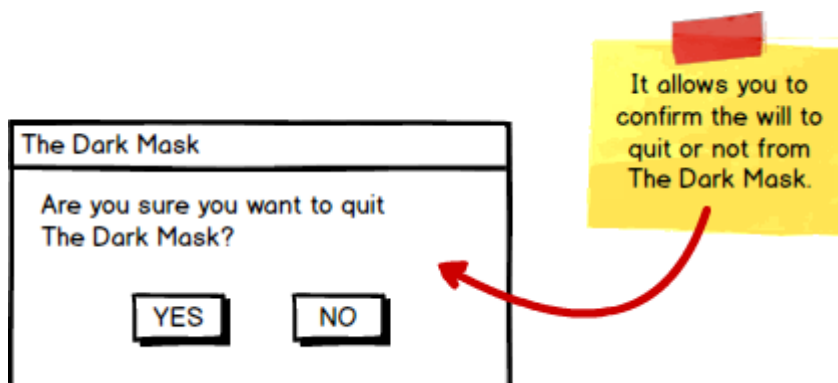 The Dark Mask
Are you sure you want to quit
The Dark Mask?
YES NO
It allows you to
confirm the will to
quit or not from
The Dark Mask.